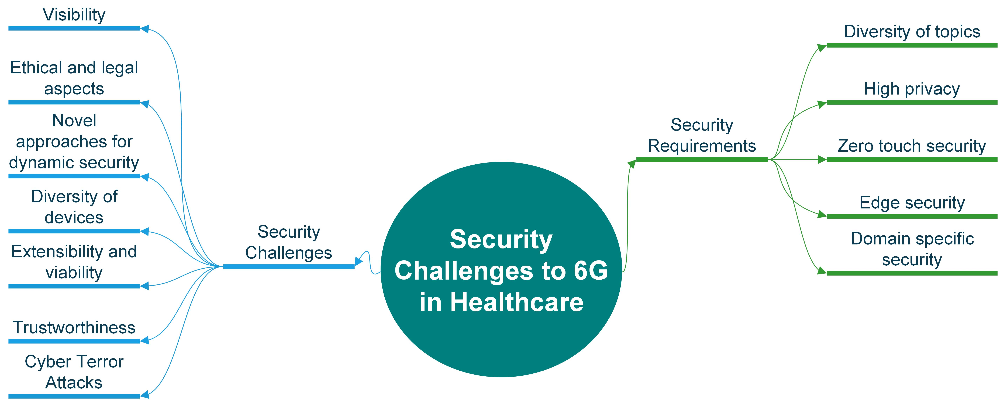 Visibility
Ethical and legal
aspects
Novel
approaches for
dynamic security
Diversity of
devices
Extensibility and
viability
Trustworthiness
Cyber Terror
Attacks
Security
Challenges
Security
Challenges to 6G
in Healthcare
Security
Requirements
Diversity of topics
High privacy
Zero touch security
Edge security
Domain specific
security